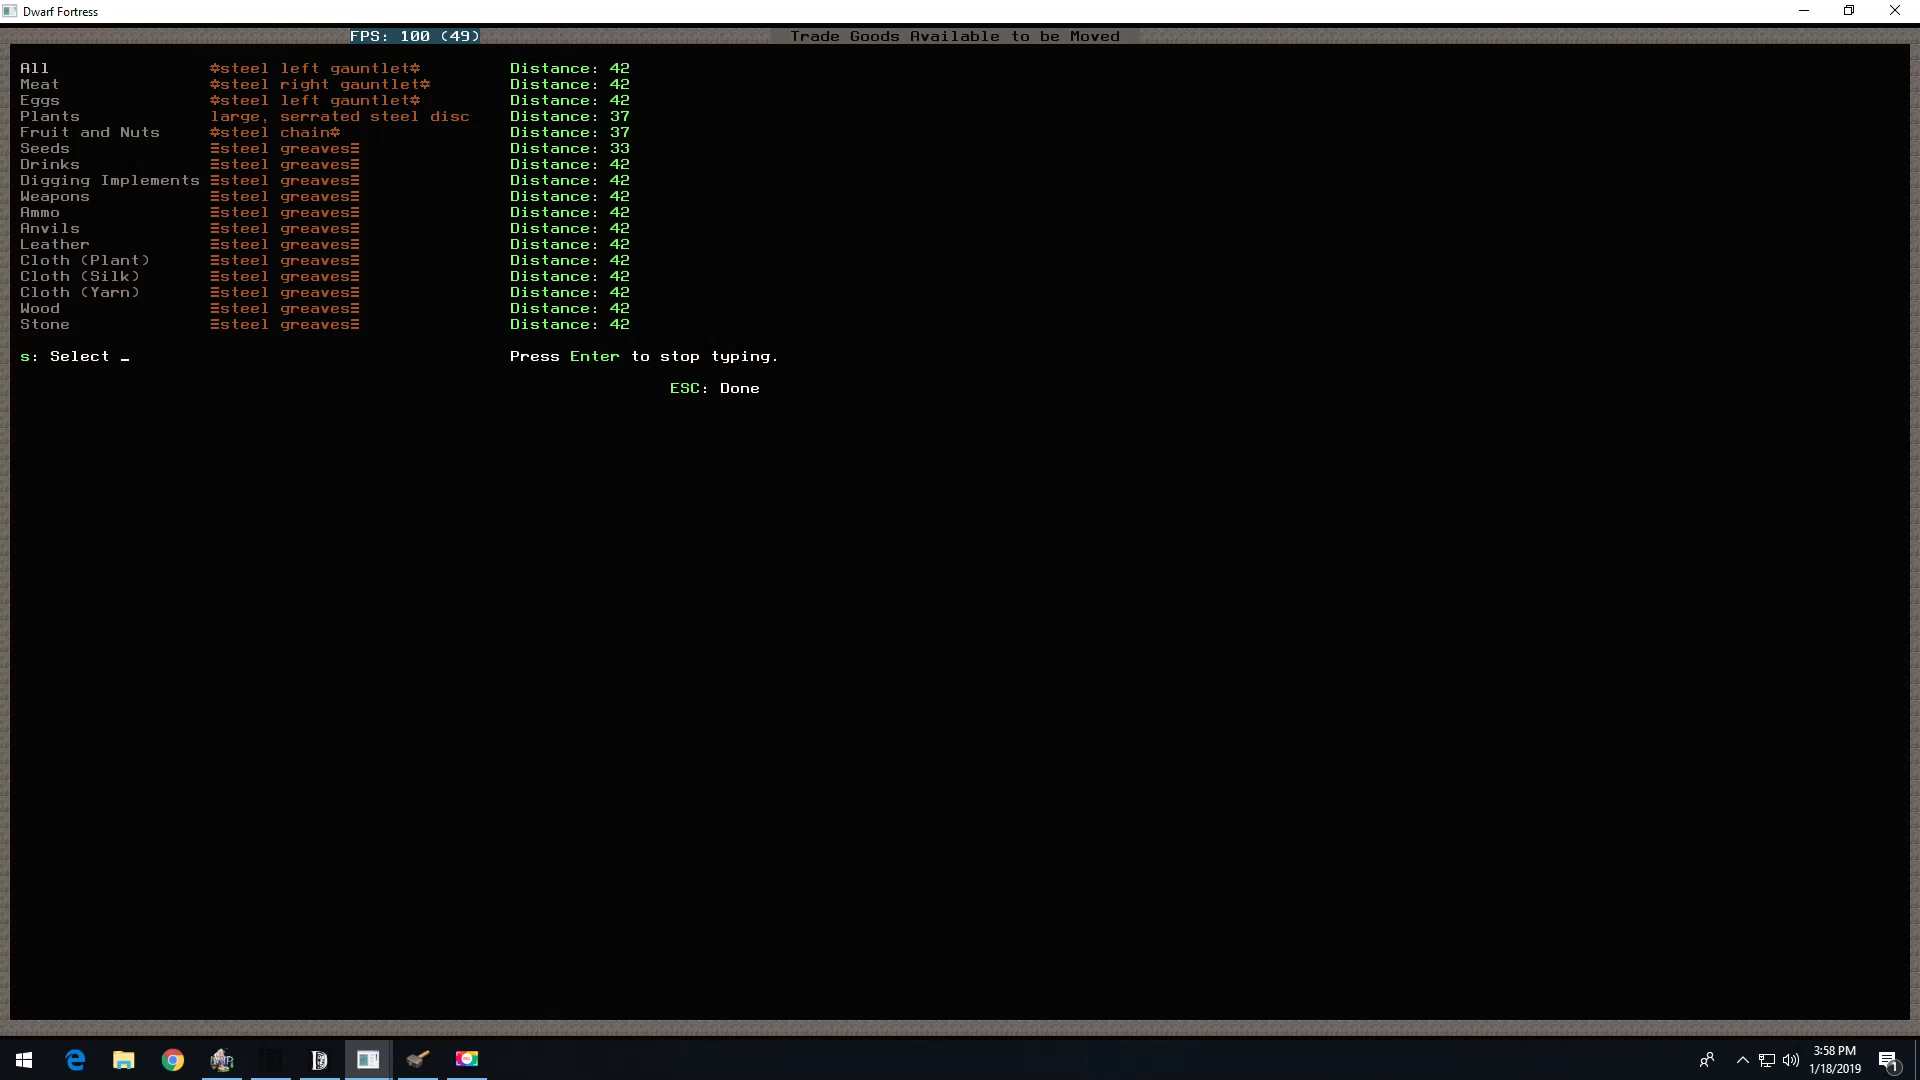 Dwarf Fortress
FPS: 100 (49) Trade Goods Available to be Moved
All ☼steel left gauntlet☼ Distance: 42
Meat ☼steel right gauntlet☼ Distance: 42
Eggs ☼steel left gauntlet☼ Distance: 42
Plants large, serrated steel disc Distance: 37
Fruit and Nuts ☼steel chain☼ Distance: 37
Seeds ≡steel greaves≡ Distance: 33
Drinks ≡steel greaves≡ Distance: 42
Digging Implements ≡steel greaves≡ Distance: 42
Weapons ≡steel greaves≡ Distance: 42
Ammo ≡steel greaves≡ Distance: 42
Anvils ≡steel greaves≡ Distance: 42
Leather ≡steel greaves≡ Distance: 42
Cloth (Plant) ≡steel greaves≡ Distance: 42
Cloth (Silk) ≡steel greaves≡ Distance: 42
Cloth (Yarn) ≡steel greaves≡ Distance: 42
Wood ≡steel greaves≡ Distance: 42
Stone ≡steel greaves≡ Distance: 42
s: Select _ Press Enter to stop typing.
ESC: Done
3:58 PM
1/18/2019
1